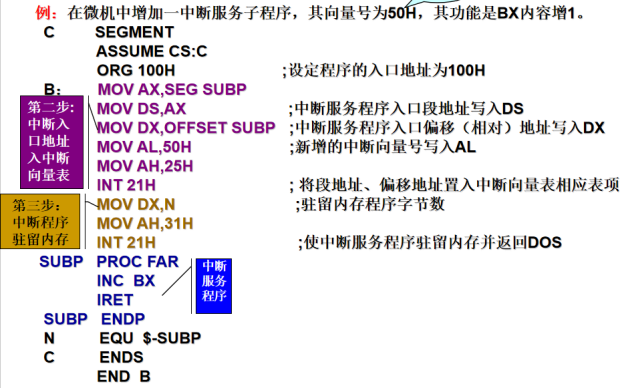 例：在微机中增加一中断服务子程序，其向量号为50H，其功能是BX内容增1。
C SEGMENT
ASSUME CS:C
ORG 100H ;设定程序的入口地址为100H
B： MOV AX,SEG SUBP
第二步：
中断入
口地址
入中断
向量表
MOV DS,AX ;中断服务程序入口段地址写入DS
MOV DX,OFFSET SUBP ;中断服务程序入口偏移（相对）地址写入DX
MOV AL,50H ;新增的中断向量号写入AL
MOV AH,25H
INT 21H ；将段地址、偏移地址置入中断向量表相应表项
第三步：
中断程序
驻留内存
MOV DX,N ;驻留内存程序字节数
MOV AH,31H
INT 21H ;使中断服务程序驻留内存并返回DOS
SUBP PROC FAR
INC BX
IRET
中断
服务
程序
SUBP ENDP
N EQU $-SUBP
C ENDS
END B